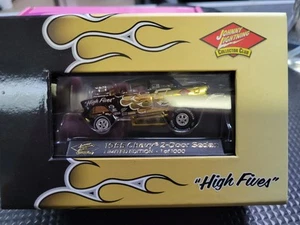 JOHNNY
LIGHTNING
COLLECTOR CLUB
High Fives
1955 Chevy 2-Door Sedan
LIMITED EDITION - 1 of 1000
"High Fives"